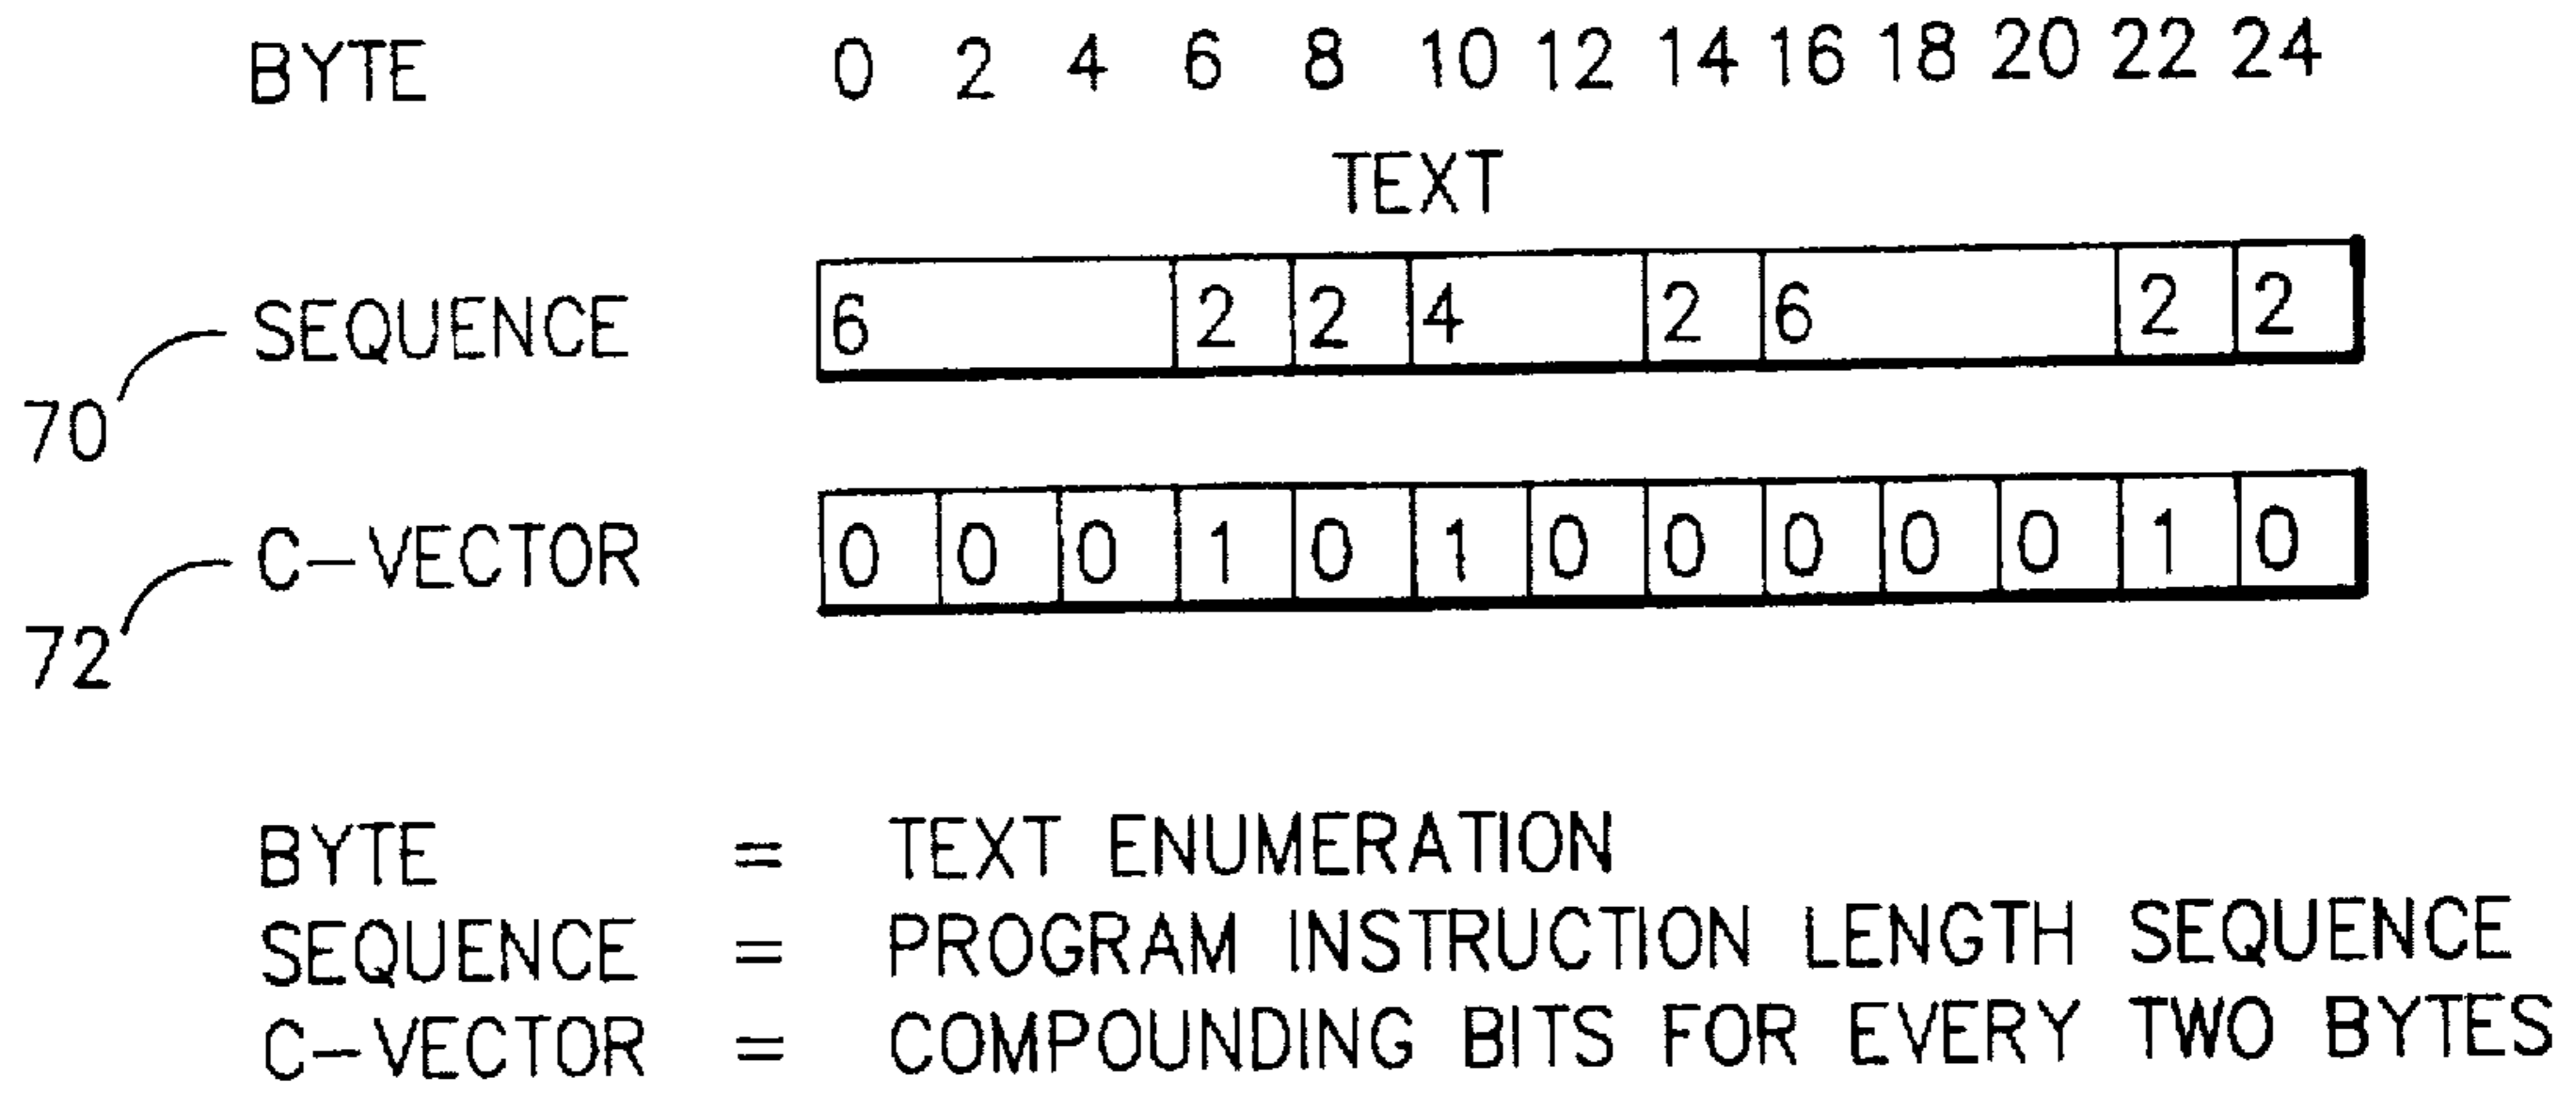 BYTE 0 2 4 6 8 10 12 14 16 18 20 22 24
TEXT
SEQUENCE 6 2 2 4 2 6 2 2
70
C-VECTOR 0 0 0 1 0 1 0 0 0 0 0 1 0
72
BYTE = TEXT ENUMERATION
SEQUENCE = PROGRAM INSTRUCTION LENGTH SEQUENCE
C-VECTOR = COMPOUNDING BITS FOR EVERY TWO BYTES